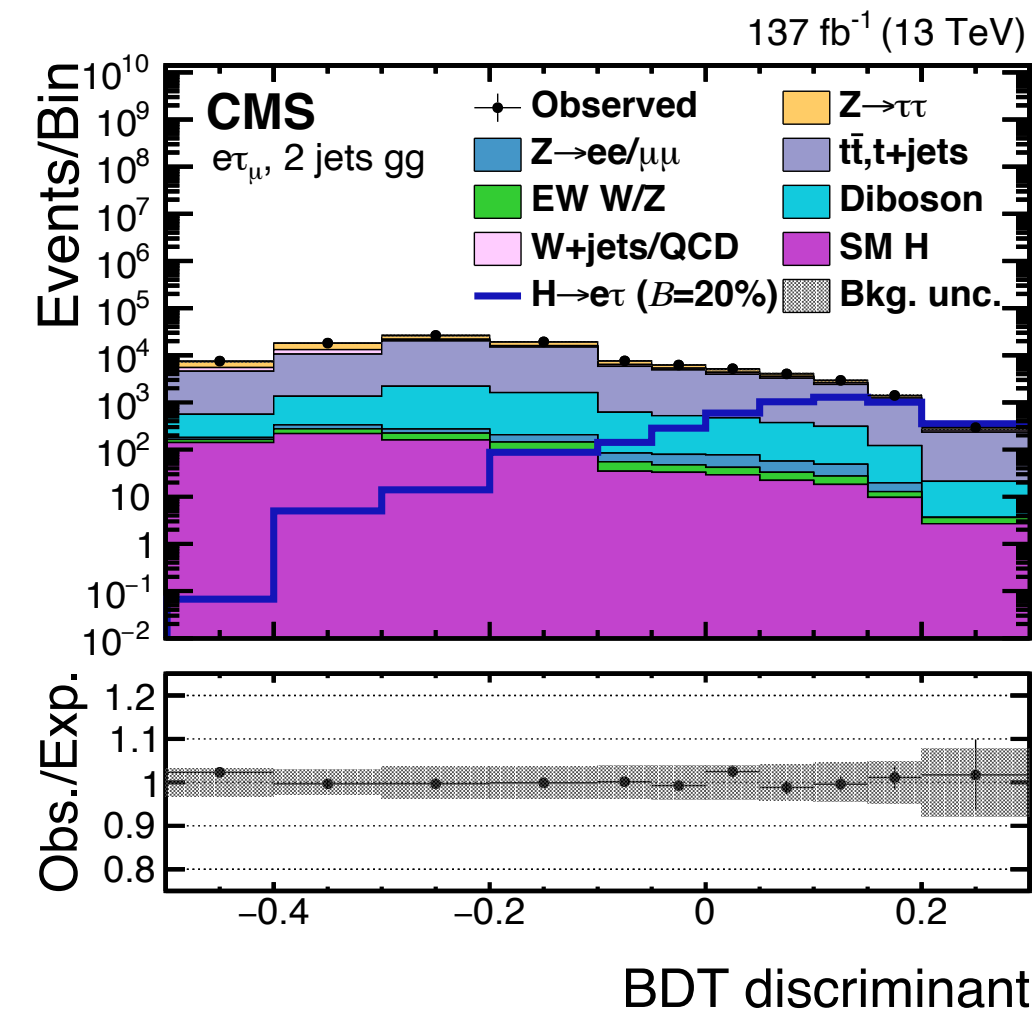 137 fb⁻¹ (13 TeV)
Events/Bin
10¹⁰
10⁹
10⁸
10⁷
10⁶
10⁵
10⁴
10³
10²
10
1
10⁻¹
10⁻²
CMS
eτμ, 2 jets gg
Observed
Z→ττ
Z→ee/μμ
tt̄,t+jets
EW W/Z
Diboson
W+jets/QCD
SM H
H→eτ (B=20%)
Bkg. unc.
Obs./Exp.
1.2
1.1
1
0.9
0.8
−0.4 −0.2 0 0.2
BDT discriminant